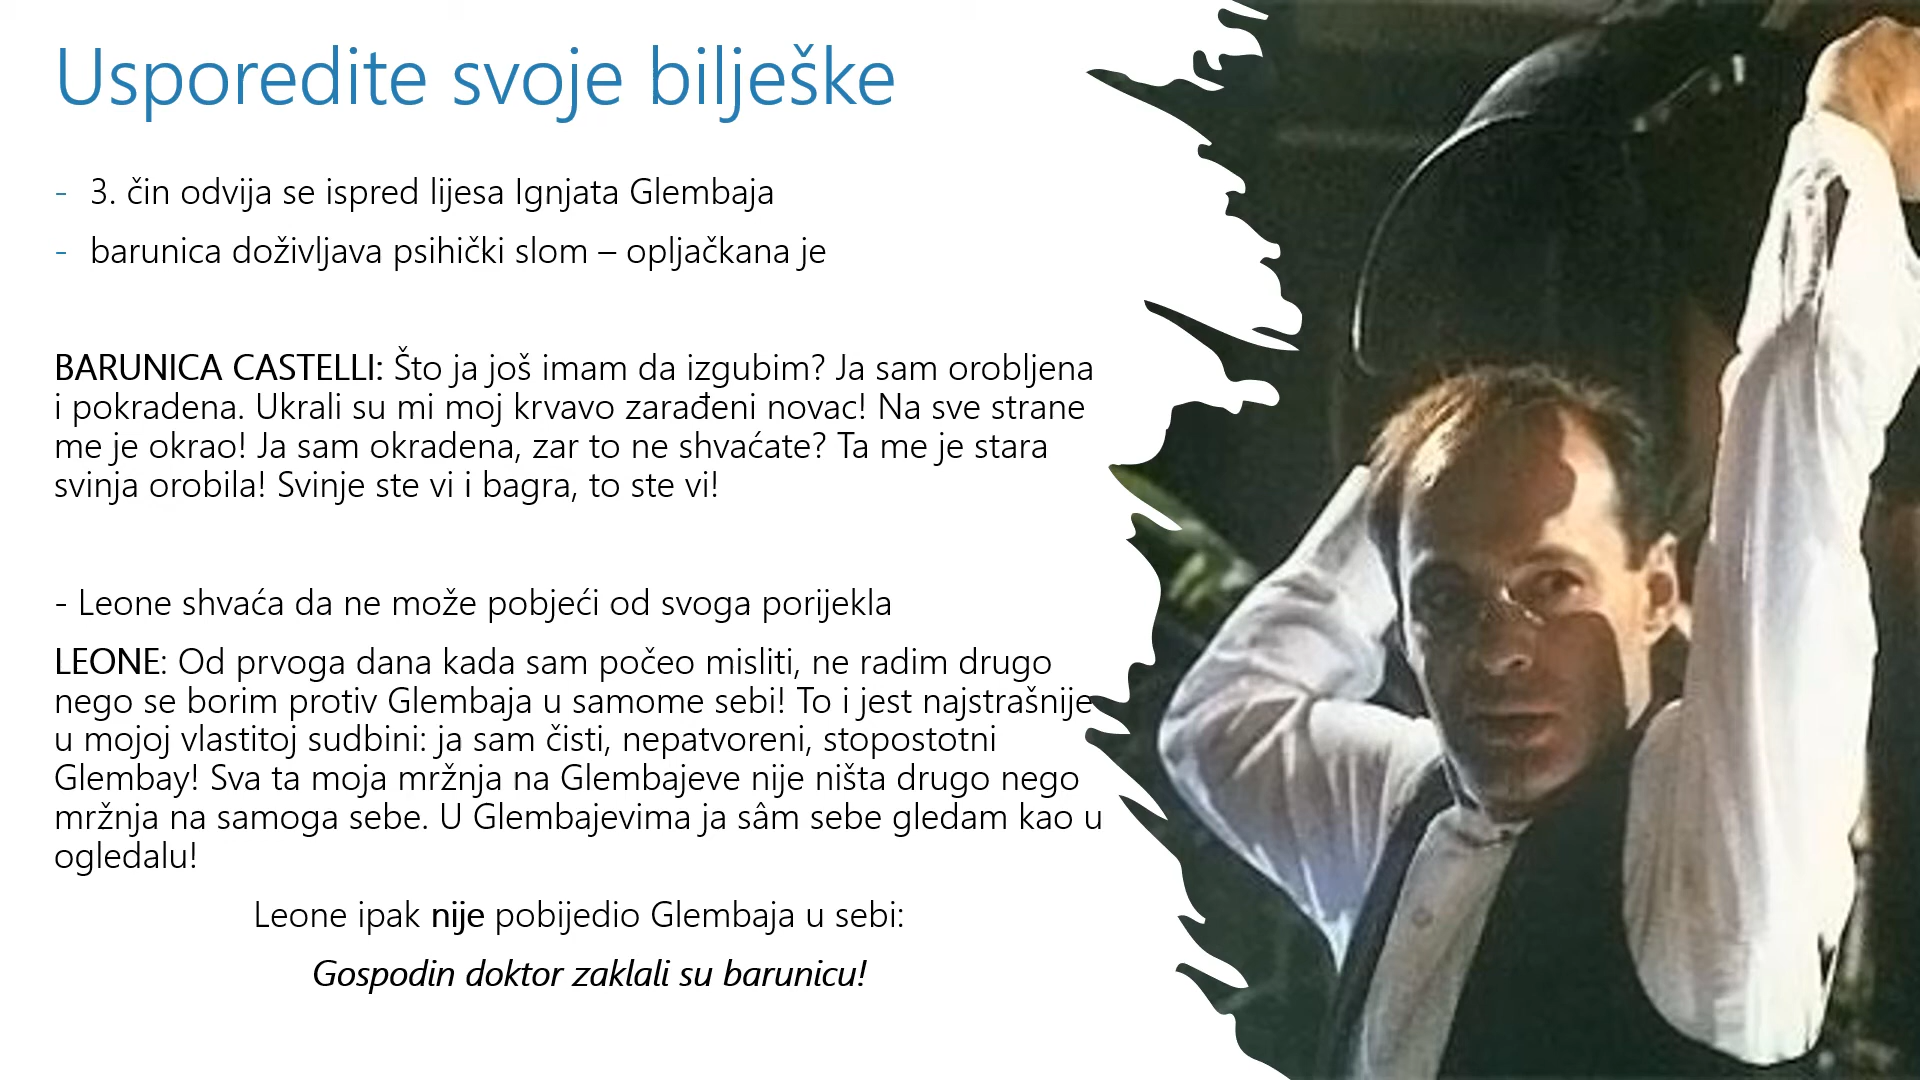 Usporedite svoje bilješke
- 3. čin odvija se ispred lijesa Ignjata Glembaja
- barunica doživljava psihički slom – opljačkana je
BARUNICA CASTELLI: Što ja još imam da izgubim? Ja sam orobljena
i pokradena. Ukrali su mi moj krvavo zarađeni novac! Na sve strane
me je okrao! Ja sam okradena, zar to ne shvaćate? Ta me je stara
svinja orobila! Svinje ste vi i bagra, to ste vi!
- Leone shvaća da ne može pobjeći od svoga porijekla
LEONE: Od prvoga dana kada sam počeo misliti, ne radim drugo
nego se borim protiv Glembaja u samome sebi! To i jest najstrašnije
u mojoj vlastitoj sudbini: ja sam čisti, nepatvoreni, stopostotni
Glembay! Sva ta moja mržnja na Glembajeve nije ništa drugo nego
mržnja na samoga sebe. U Glembajevima ja sâm sebe gledam kao u
ogledalu!
Leone ipak nije pobijedio Glembaja u sebi:
Gospodin doktor zaklali su barunicu!